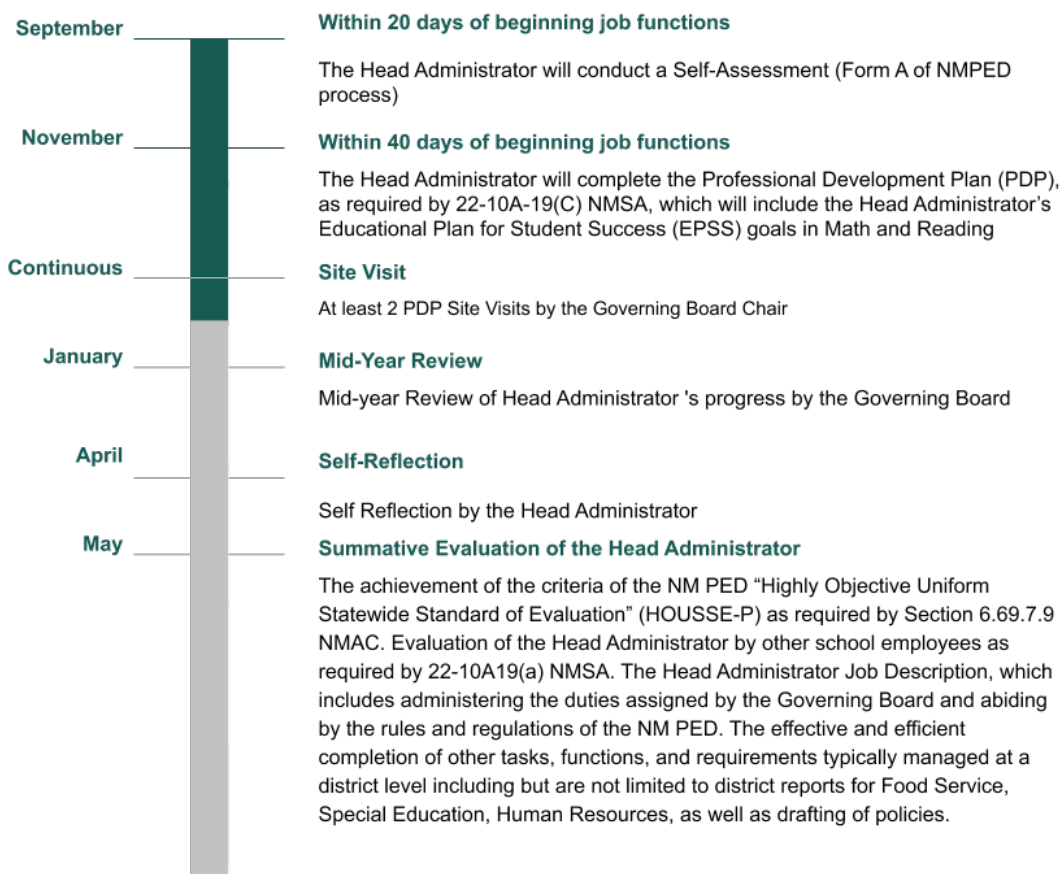 September
Within 20 days of beginning job functions
The Head Administrator will conduct a Self-Assessment (Form A of NMPED
process)
November
Within 40 days of beginning job functions
The Head Administrator will complete the Professional Development Plan (PDP),
as required by 22-10A-19(C) NMSA, which will include the Head Administrator’s
Educational Plan for Student Success (EPSS) goals in Math and Reading
Continuous
Site Visit
At least 2 PDP Site Visits by the Governing Board Chair
January
Mid-Year Review
Mid-year Review of Head Administrator 's progress by the Governing Board
April
Self-Reflection
Self Reflection by the Head Administrator
May
Summative Evaluation of the Head Administrator
The achievement of the criteria of the NM PED “Highly Objective Uniform
Statewide Standard of Evaluation” (HOUSSE-P) as required by Section 6.69.7.9
NMAC. Evaluation of the Head Administrator by other school employees as
required by 22-10A19(a) NMSA. The Head Administrator Job Description, which
includes administering the duties assigned by the Governing Board and abiding
by the rules and regulations of the NM PED. The effective and efficient
completion of other tasks, functions, and requirements typically managed at a
district level including but are not limited to district reports for Food Service,
Special Education, Human Resources, as well as drafting of policies.